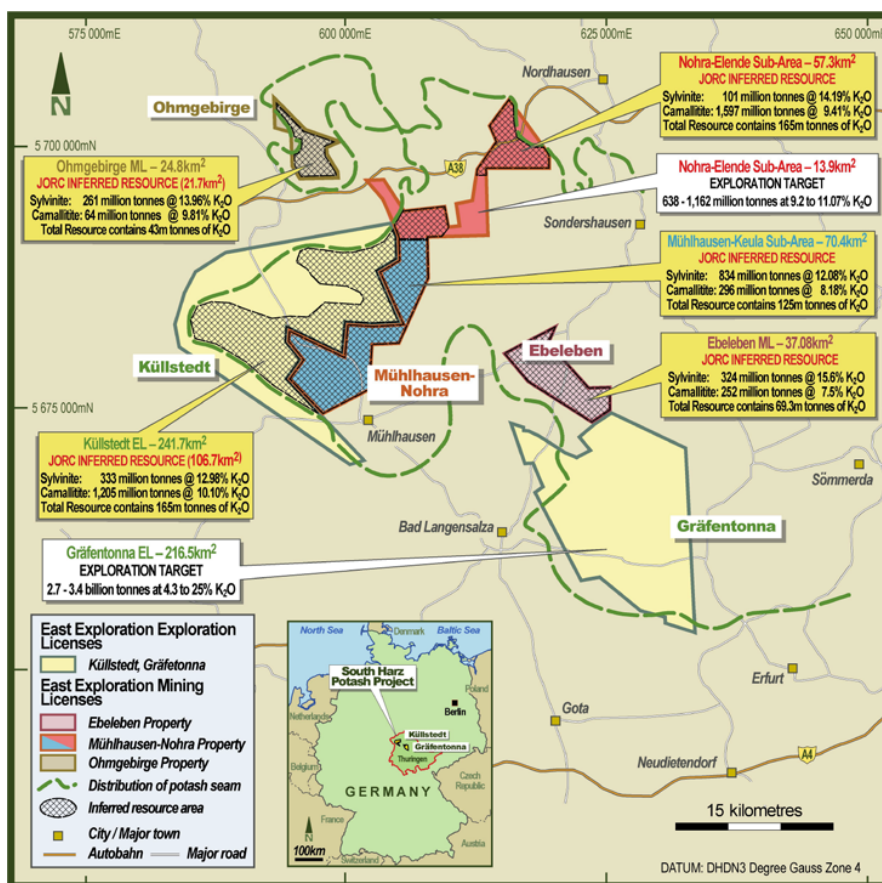 575 000mE
600 000mE
625 000mE
650 000mE
N
Nordhausen
Nohra-Elende Sub-Area – 57.3km²
JORC INFERRED RESOURCE
Sylvinite: 101 million tonnes @ 14.19% K₂O
Carnallitite: 1,597 million tonnes @ 9.41% K₂O
Total Resource contains 165m tonnes of K₂O
Ohmgebirge
5 700 000mN
A38
Ohmgebirge ML – 24.8km²
JORC INFERRED RESOURCE (21.7km²)
Sylvinite: 261 million tonnes @ 13.96% K₂O
Carnallitite: 64 million tonnes @ 9.81% K₂O
Total Resource contains 43m tonnes of K₂O
Nohra-Elende Sub-Area – 13.9km²
EXPLORATION TARGET
638 - 1,162 million tonnes at 9.2 to 11.07% K₂O
Sondershausen
Mühlhausen-Keula Sub-Area – 70.4km²
JORC INFERRED RESOURCE
Sylvinite: 834 million tonnes @ 12.08% K₂O
Carnallitite: 296 million tonnes @ 8.18% K₂O
Total Resource contains 125m tonnes of K₂O
Ebeleben
Ebeleben ML – 37.08km²
JORC INFERRED RESOURCE
Sylvinite: 324 million tonnes @ 15.6% K₂O
Carnallitite: 252 million tonnes @ 7.5% K₂O
Total Resource contains 69.3m tonnes of K₂O
Küllstedt
Mühlhausen-
Nohra
5 675 000mN
Mühlhausen
Küllstedt EL – 241.7km²
JORC INFERRED RESOURCE (106.7km²)
Sylvinite: 333 million tonnes @ 12.98% K₂O
Carnallitite: 1,205 million tonnes @ 10.10% K₂O
Total Resource contains 165m tonnes of K₂O
Sömmerda
Bad Langensalza
Gräfentonna
Gräfentonna EL – 216.5km²
EXPLORATION TARGET
2.7 - 3.4 billion tonnes at 4.3 to 25% K₂O
East Exploration Exploration
Licenses
Küllstedt, Gräfetonna
East Exploration Mining
Licenses
Ebeleben Property
Mühlhausen-Nohra Property
Ohmgebirge Property
Distribution of potash seam
Inferred resource area
City / Major town
Autobahn
Major road
North Sea
Denmark
Baltic Sea
South Harz
Potash Project
Poland
Berlin
Netherlands
Küllstedt
Gräfentonna
Thuringen
Belgium
GERMANY
Czech
Republic
France
N
100km
Austria
Switzerland
Erfurt
Gota
Neudietendorf
A4
15 kilometres
DATUM: DHDN3 Degree Gauss Zone 4